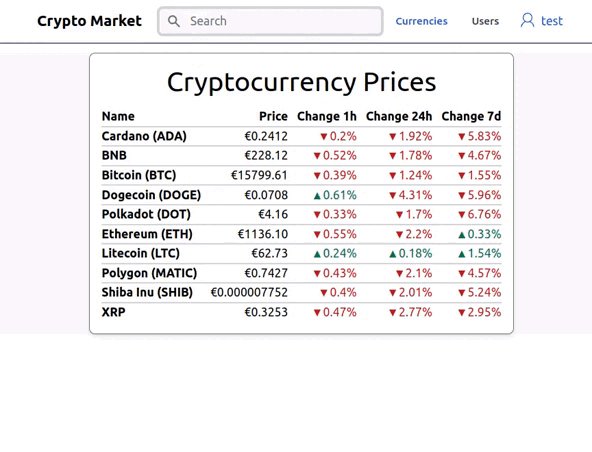 Crypto Market Search Currencies Users test
Cryptocurrency Prices
Name Price Change 1h Change 24h Change 7d
Cardano (ADA) €0.2412 ▼0.2% ▼1.92% ▼5.83%
BNB €228.12 ▼0.52% ▼1.78% ▼4.67%
Bitcoin (BTC) €15799.61 ▼0.39% ▼1.24% ▼1.55%
Dogecoin (DOGE) €0.0708 ▲0.61% ▼4.31% ▼5.96%
Polkadot (DOT) €4.16 ▼0.33% ▼1.7% ▼6.76%
Ethereum (ETH) €1136.10 ▼0.55% ▼2.2% ▲0.33%
Litecoin (LTC) €62.73 ▲0.24% ▲0.18% ▲1.54%
Polygon (MATIC) €0.7427 ▼0.43% ▼2.1% ▼4.57%
Shiba Inu (SHIB) €0.000007752 ▼0.4% ▼2.01% ▼5.24%
XRP €0.3253 ▼0.47% ▼2.77% ▼2.95%